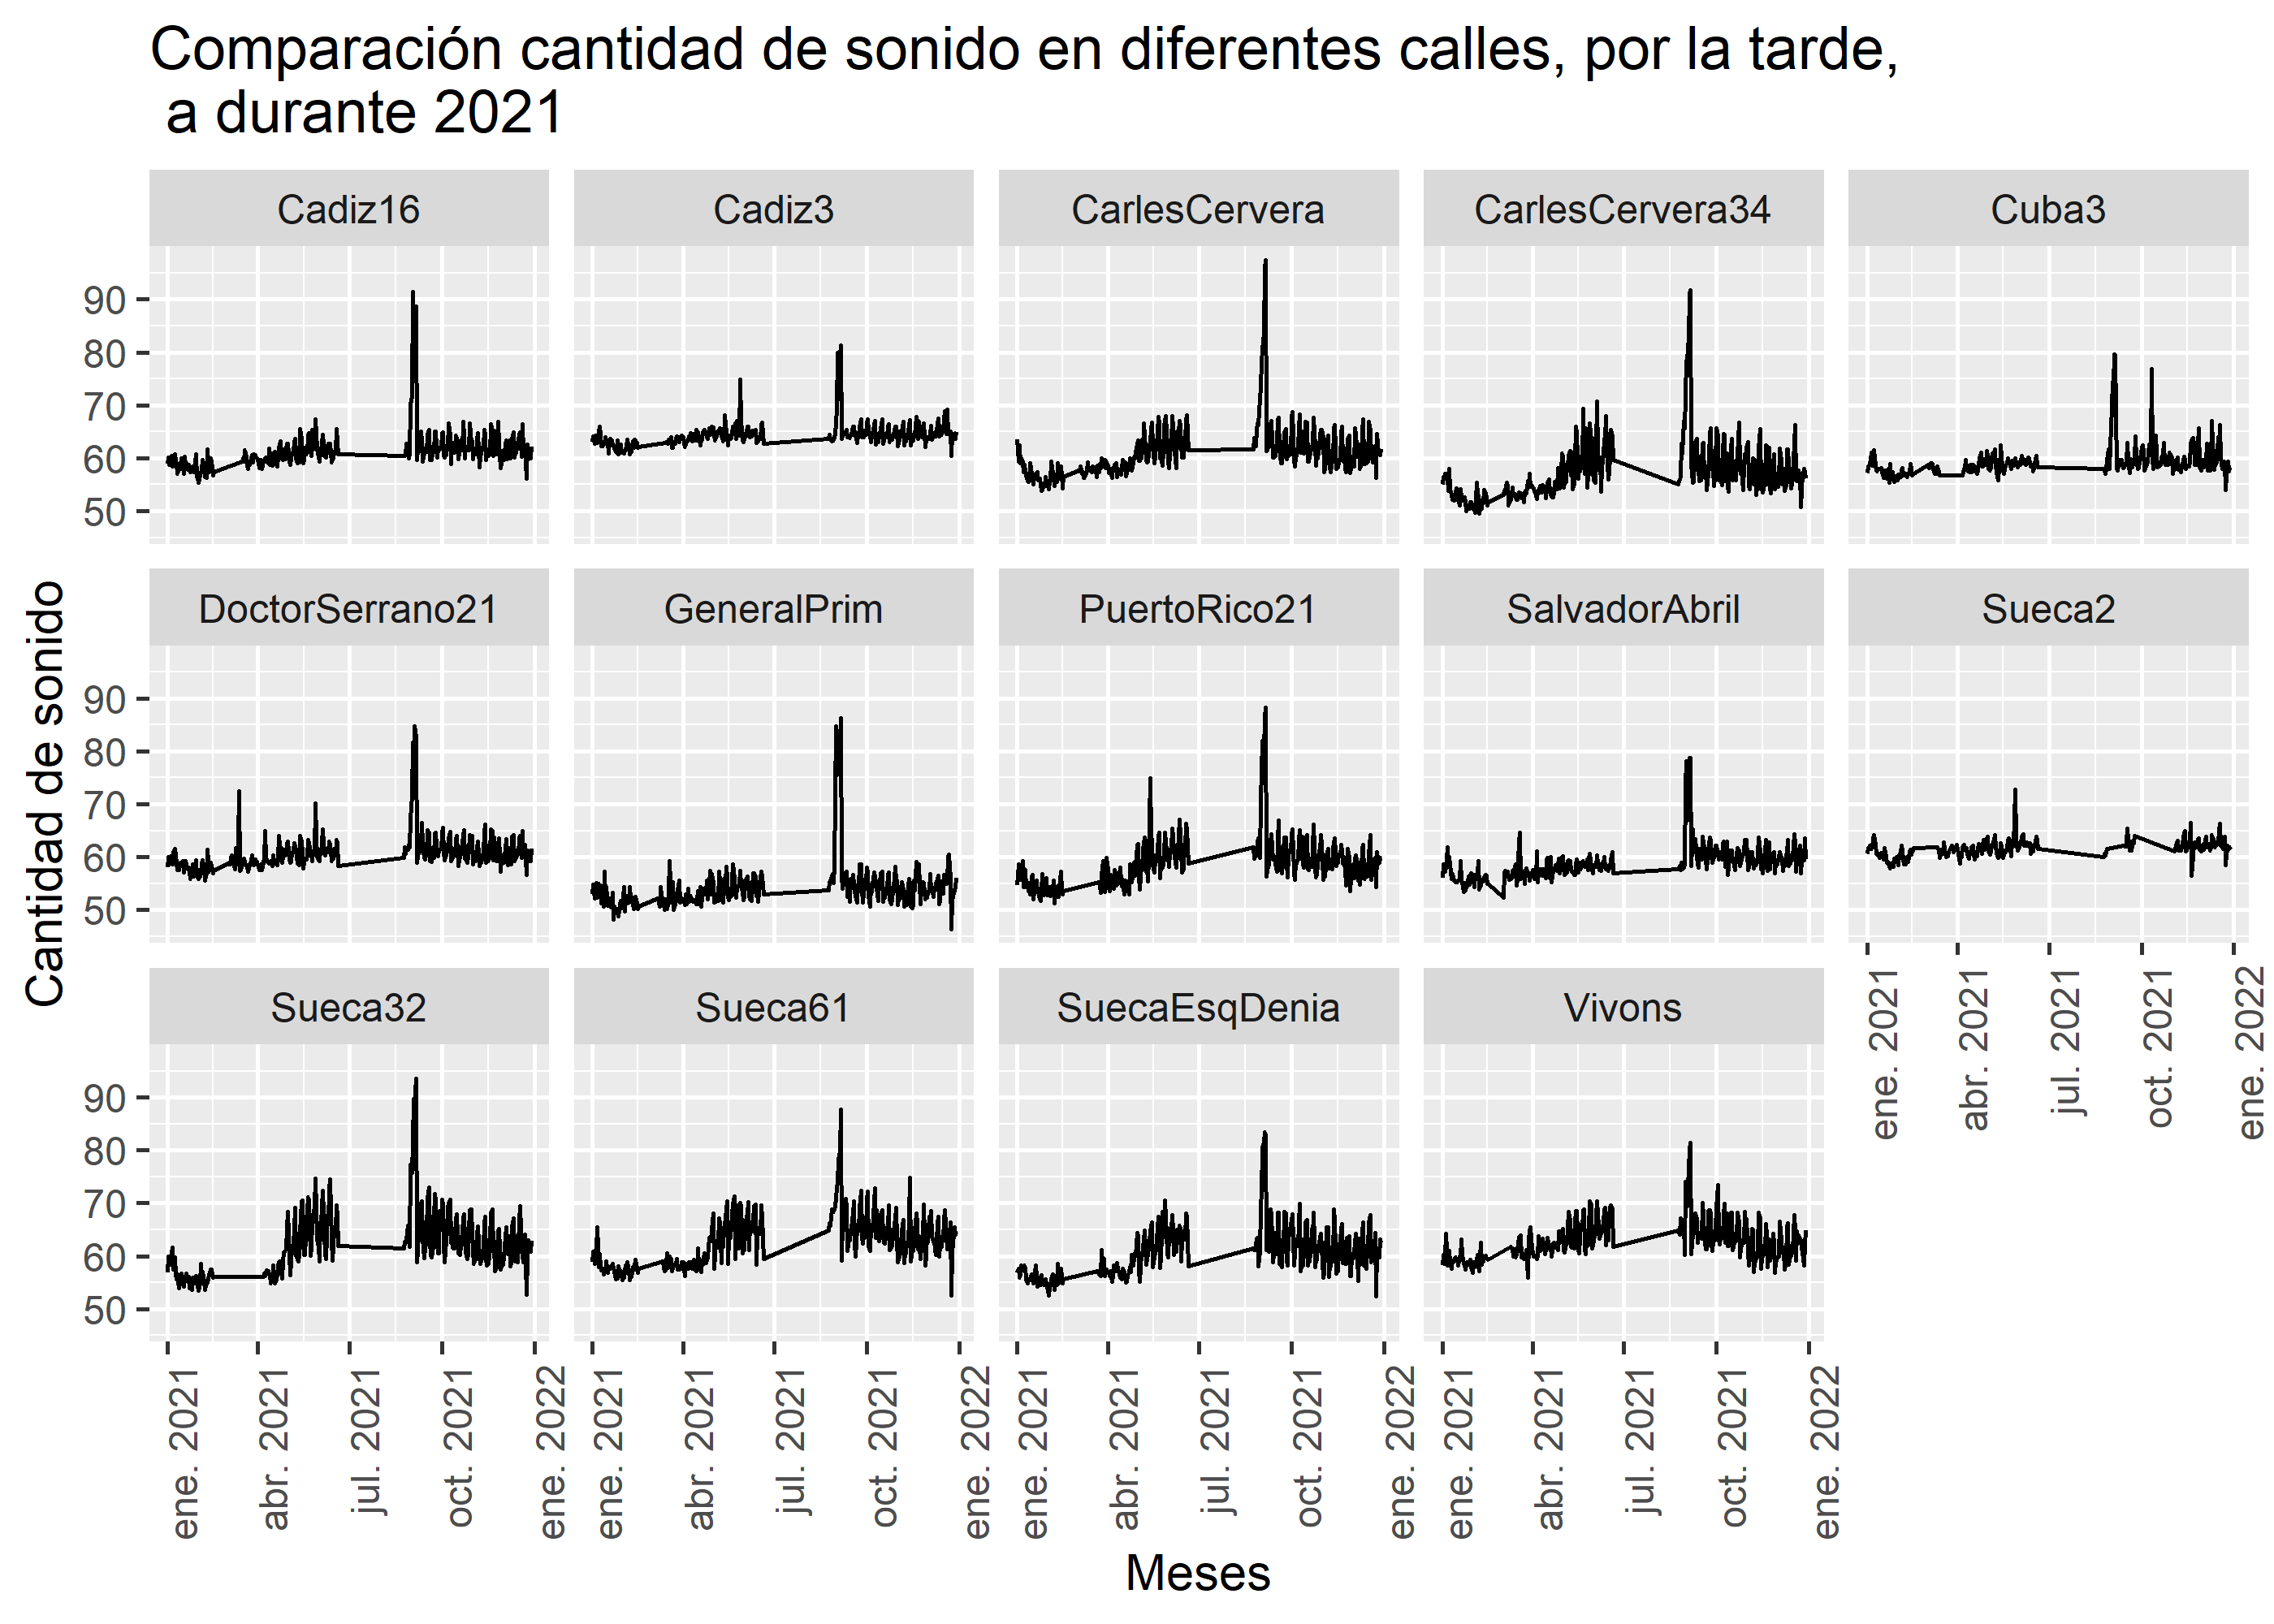 Comparación cantidad de sonido en diferentes calles, por la tarde,
a durante 2021
Cadiz16
Cadiz3
CarlesCervera
CarlesCervera34
Cuba3
90
80
70
60
50
DoctorSerrano21
GeneralPrim
PuertoRico21
SalvadorAbril
Sueca2
90
80
70
60
50
ene. 2021
abr. 2021
jul. 2021
oct. 2021
ene. 2022
Sueca32
Sueca61
SuecaEsqDenia
Vivons
90
80
70
60
50
ene. 2021
abr. 2021
jul. 2021
oct. 2021
ene. 2022
ene. 2021
abr. 2021
jul. 2021
oct. 2021
ene. 2022
ene. 2021
abr. 2021
jul. 2021
oct. 2021
ene. 2022
ene. 2021
abr. 2021
jul. 2021
oct. 2021
ene. 2022
Cantidad de sonido
Meses